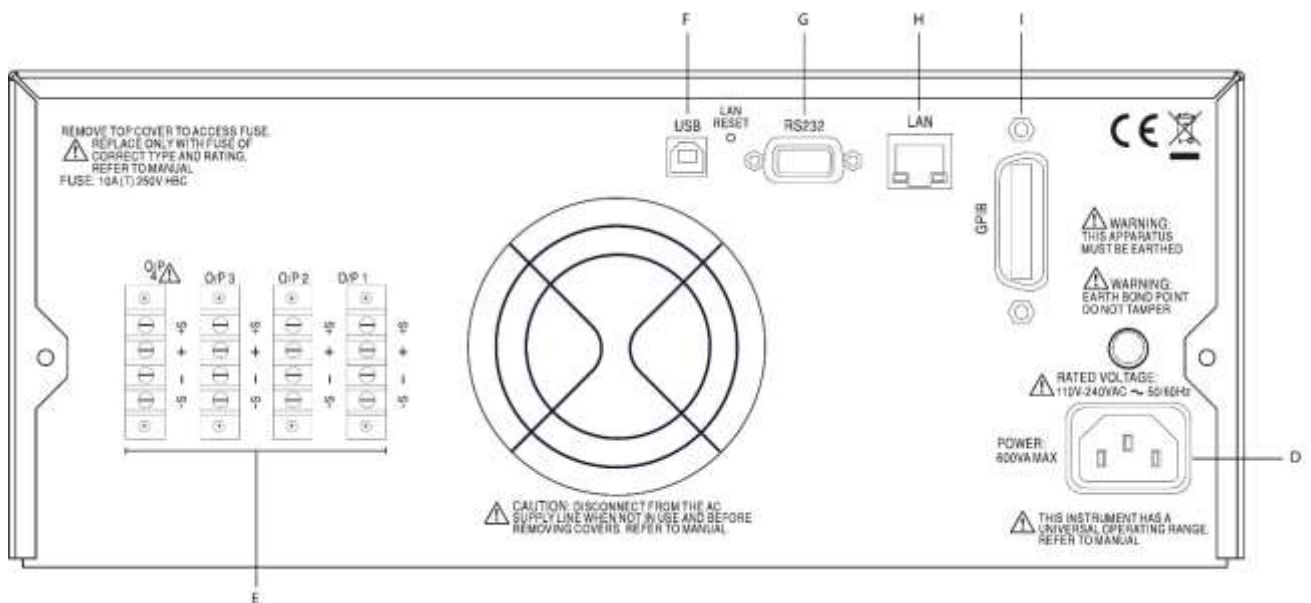 F
G
H
I
REMOVE TOP COVER TO ACCESS FUSE.
REPLACE ONLY WITH FUSE OF
CORRECT TYPE AND RATING.
REFER TO MANUAL
FUSE: 10A (T) 250V HBC
USB
LAN
RESET
RS232
LAN
GPIB
CE
WARNING:
THIS APPARATUS
MUST BE EARTHED
WARNING:
EARTH BOND POINT
DO NOT TAMPER
O/P
4
O/P 3
O/P 2
O/P 1
+S +S +S +S
+ + + +
- - - -
-S -S -S -S
RATED VOLTAGE:
110V-240VAC ~ 50/60Hz
POWER:
600VA MAX
D
CAUTION: DISCONNECT FROM THE AC
SUPPLY LINE WHEN NOT IN USE AND BEFORE
REMOVING COVERS. REFER TO MANUAL
THIS INSTRUMENT HAS A
UNIVERSAL OPERATING RANGE.
REFER TO MANUAL
E